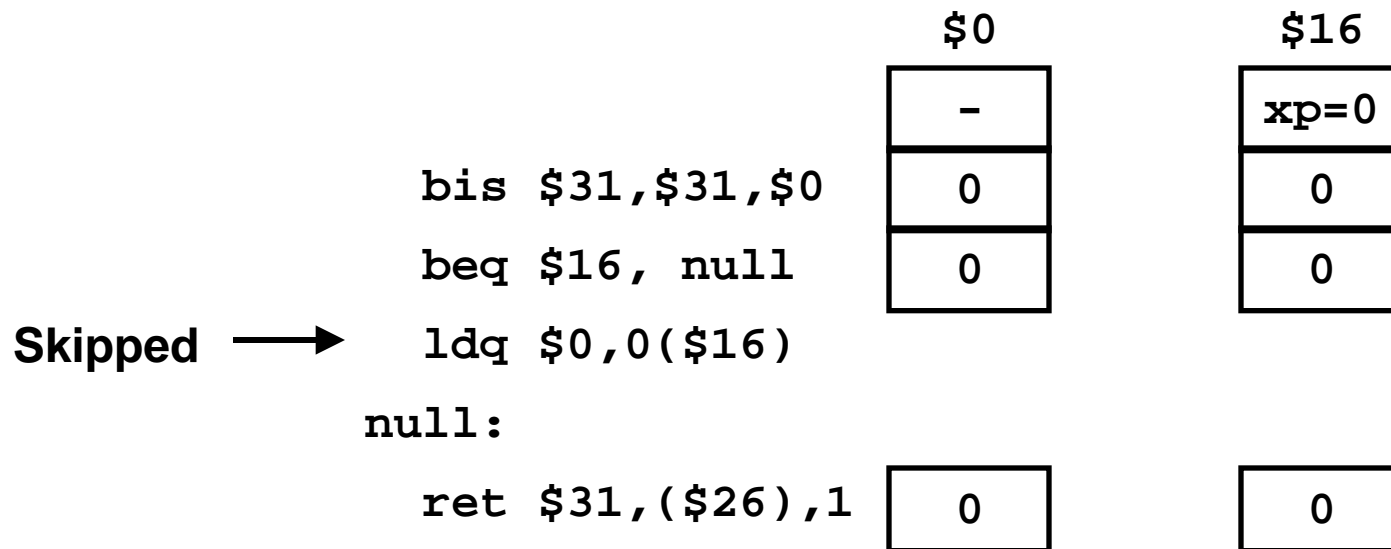 $0 $16
- xp=0
bis $31,$31,$0 0 0
beq $16, null 0 0
Skipped ldq $0,0($16)
null:
ret $31,($26),1 0 0